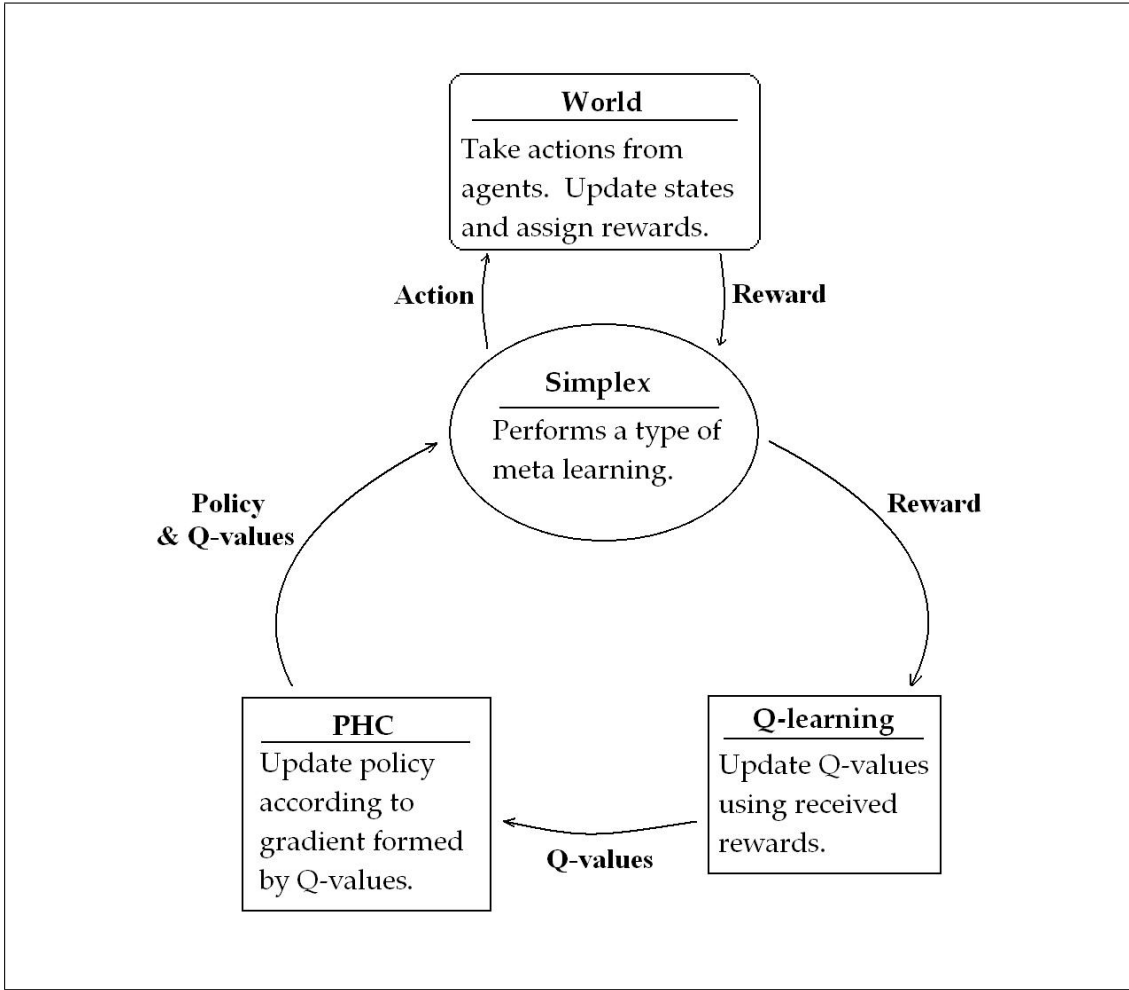 World
Take actions from
agents.  Update states
and assign rewards.
Action
Reward
Simplex
Performs a type of
meta learning.
Policy
& Q-values
Reward
PHC
Update policy
according to
gradient formed
by Q-values.
Q-learning
Update Q-values
using received
rewards.
Q-values